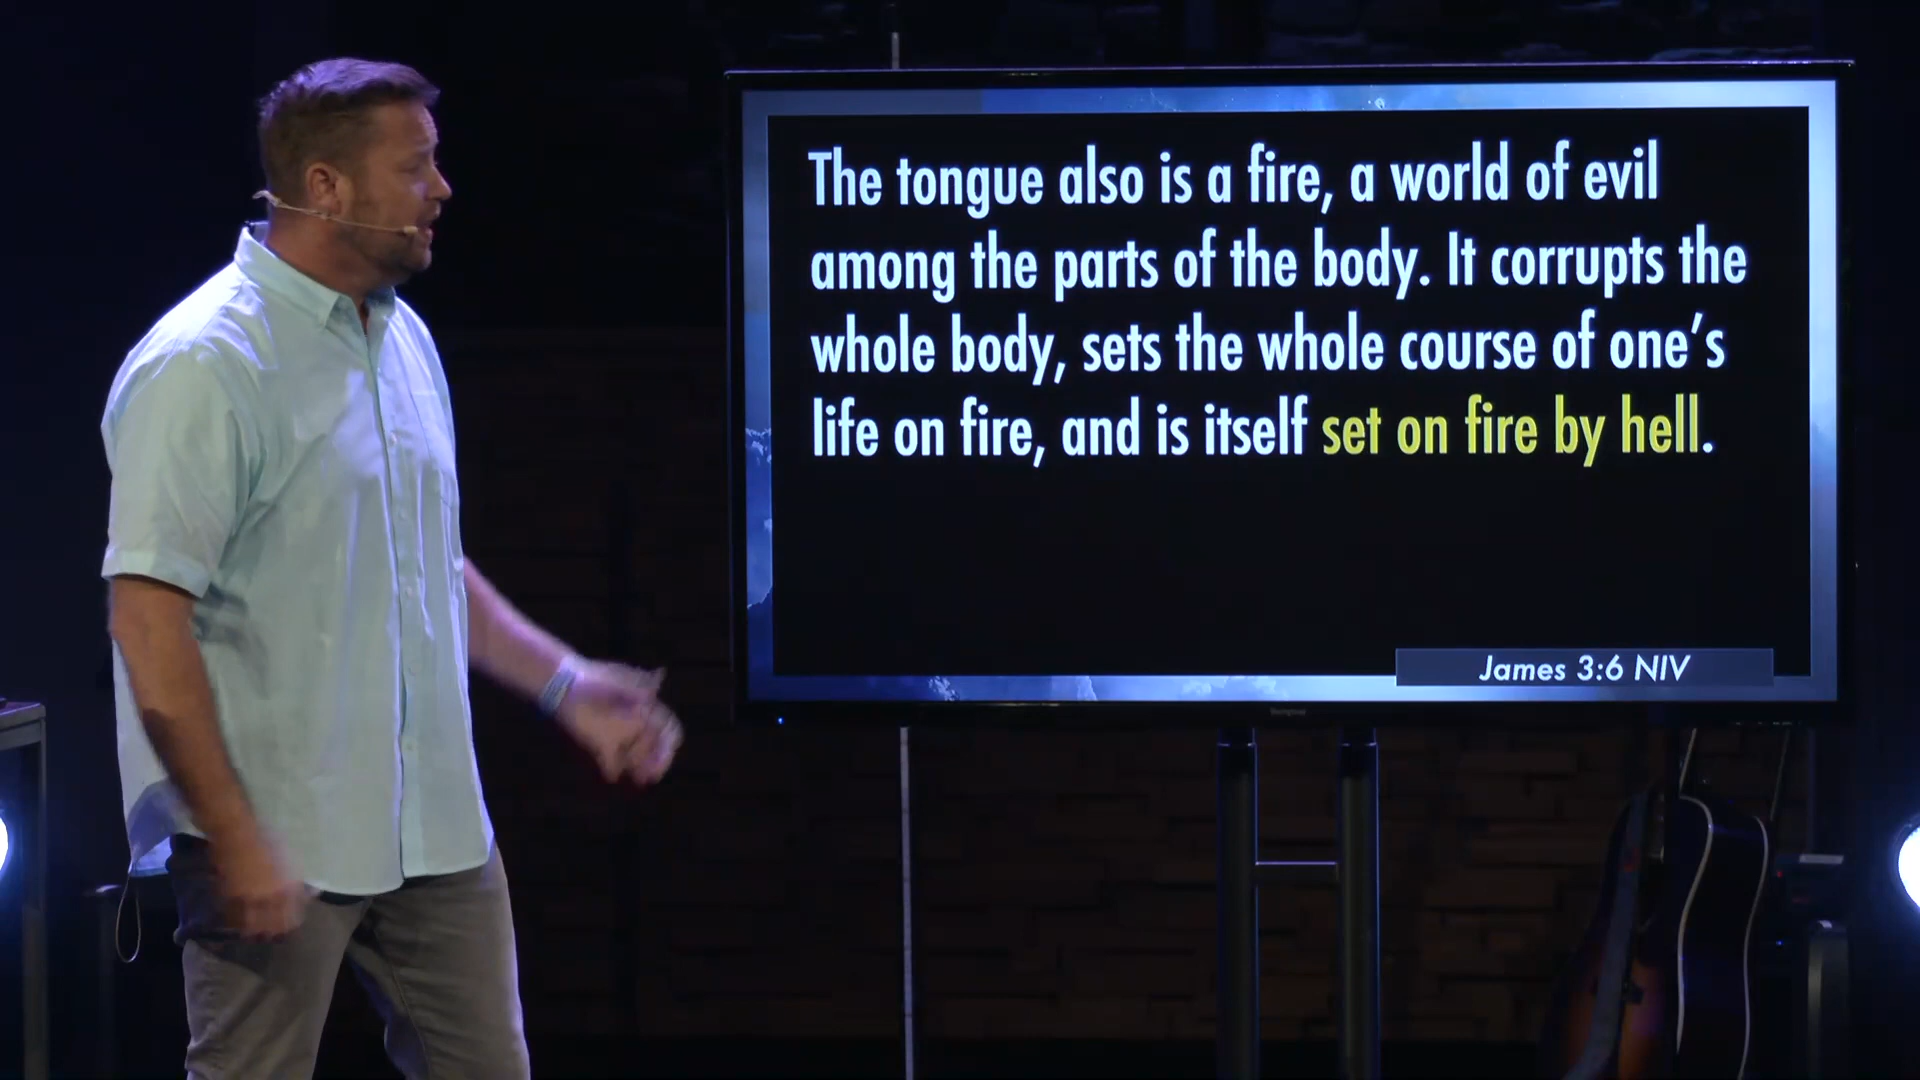 The tongue also is a fire, a world of evil
among the parts of the body. It corrupts the
whole body, sets the whole course of one’s
life on fire, and is itself set on fire by hell.
James 3:6 NIV